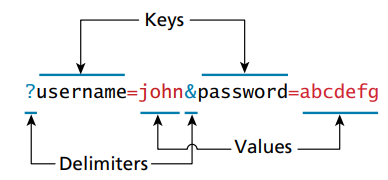 Keys
?username=john&password=abcdefg
Values
Delimiters